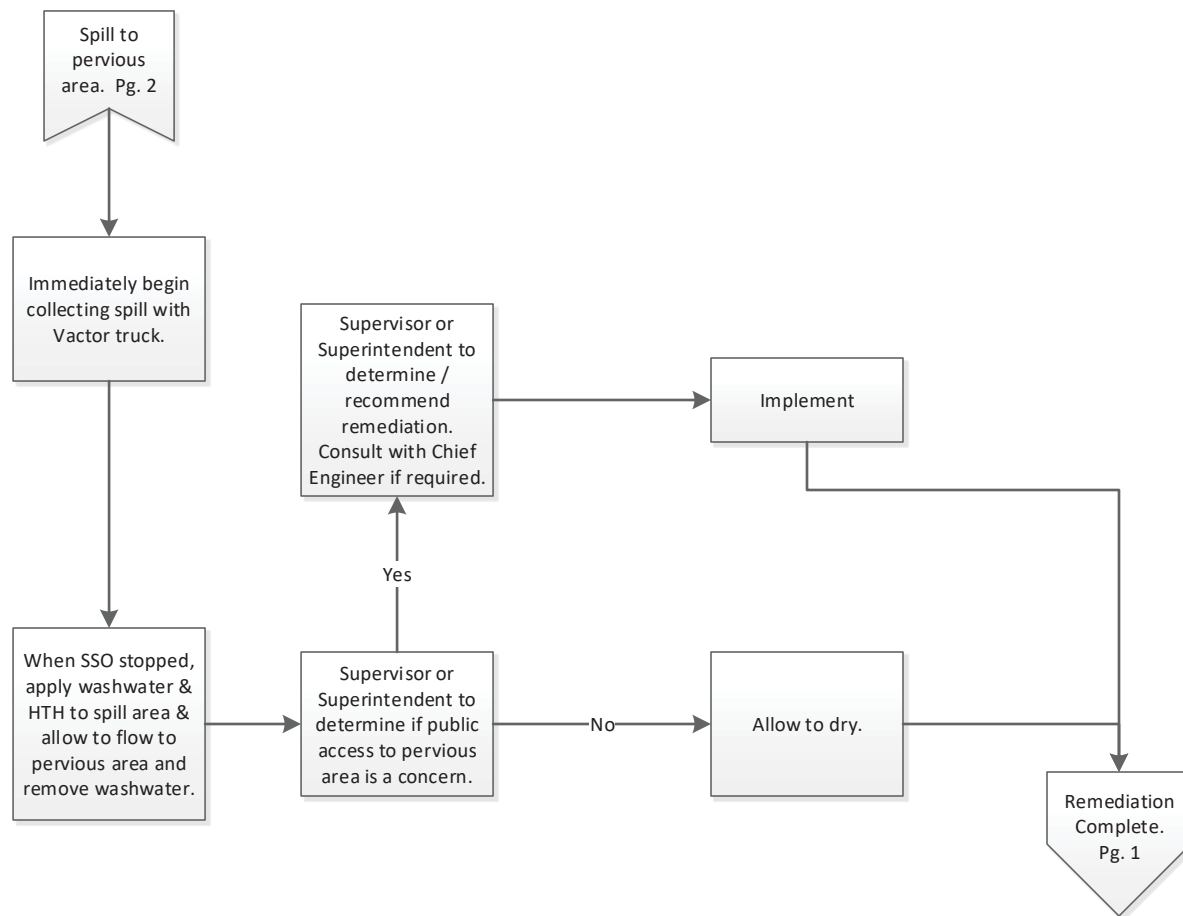 Spill to
pervious
area.  Pg. 2
Immediately begin
collecting spill with
Vactor truck.
When SSO stopped,
apply washwater &
HTH to spill area &
allow to flow to
pervious area and
remove washwater.
Supervisor or
Superintendent to
determine if public
access to pervious
area is a concern.
Yes
Supervisor or
Superintendent to
determine /
recommend
remediation.
Consult with Chief
Engineer if required.
Implement
No
Allow to dry.
Remediation
Complete.
Pg. 1